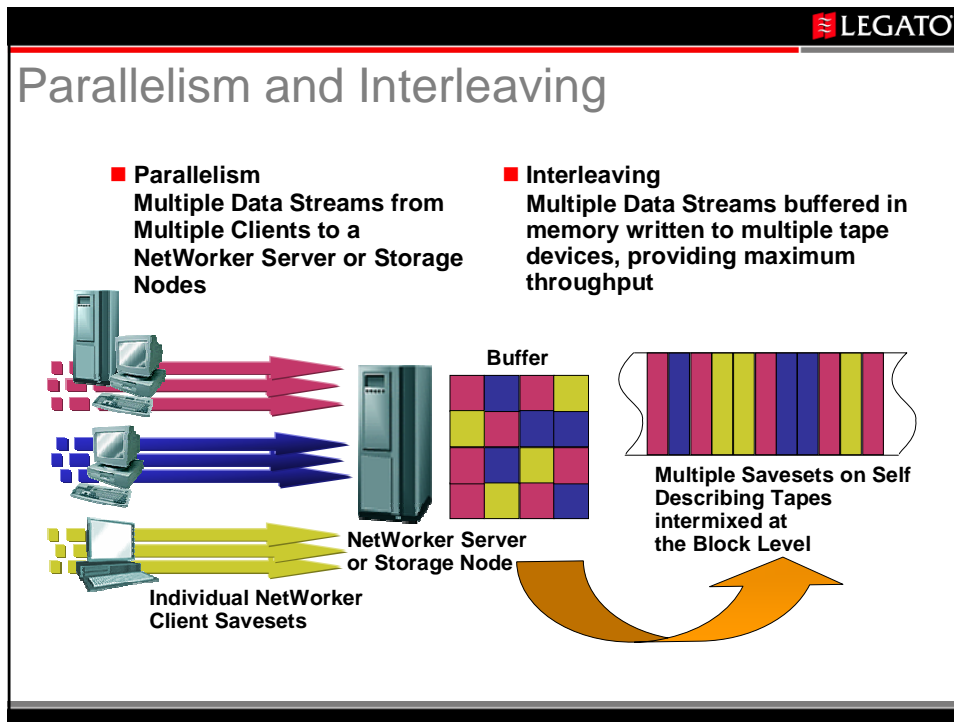 LEGATO
Parallelism and Interleaving
Parallelism
Multiple Data Streams from
Multiple Clients to a
NetWorker Server or Storage
Nodes
Interleaving
Multiple Data Streams buffered in
memory written to multiple tape
devices, providing maximum
throughput
Buffer
NetWorker Server
or Storage Node
Individual NetWorker
Client Savesets
Multiple Savesets on Self
Describing Tapes
intermixed at
the Block Level